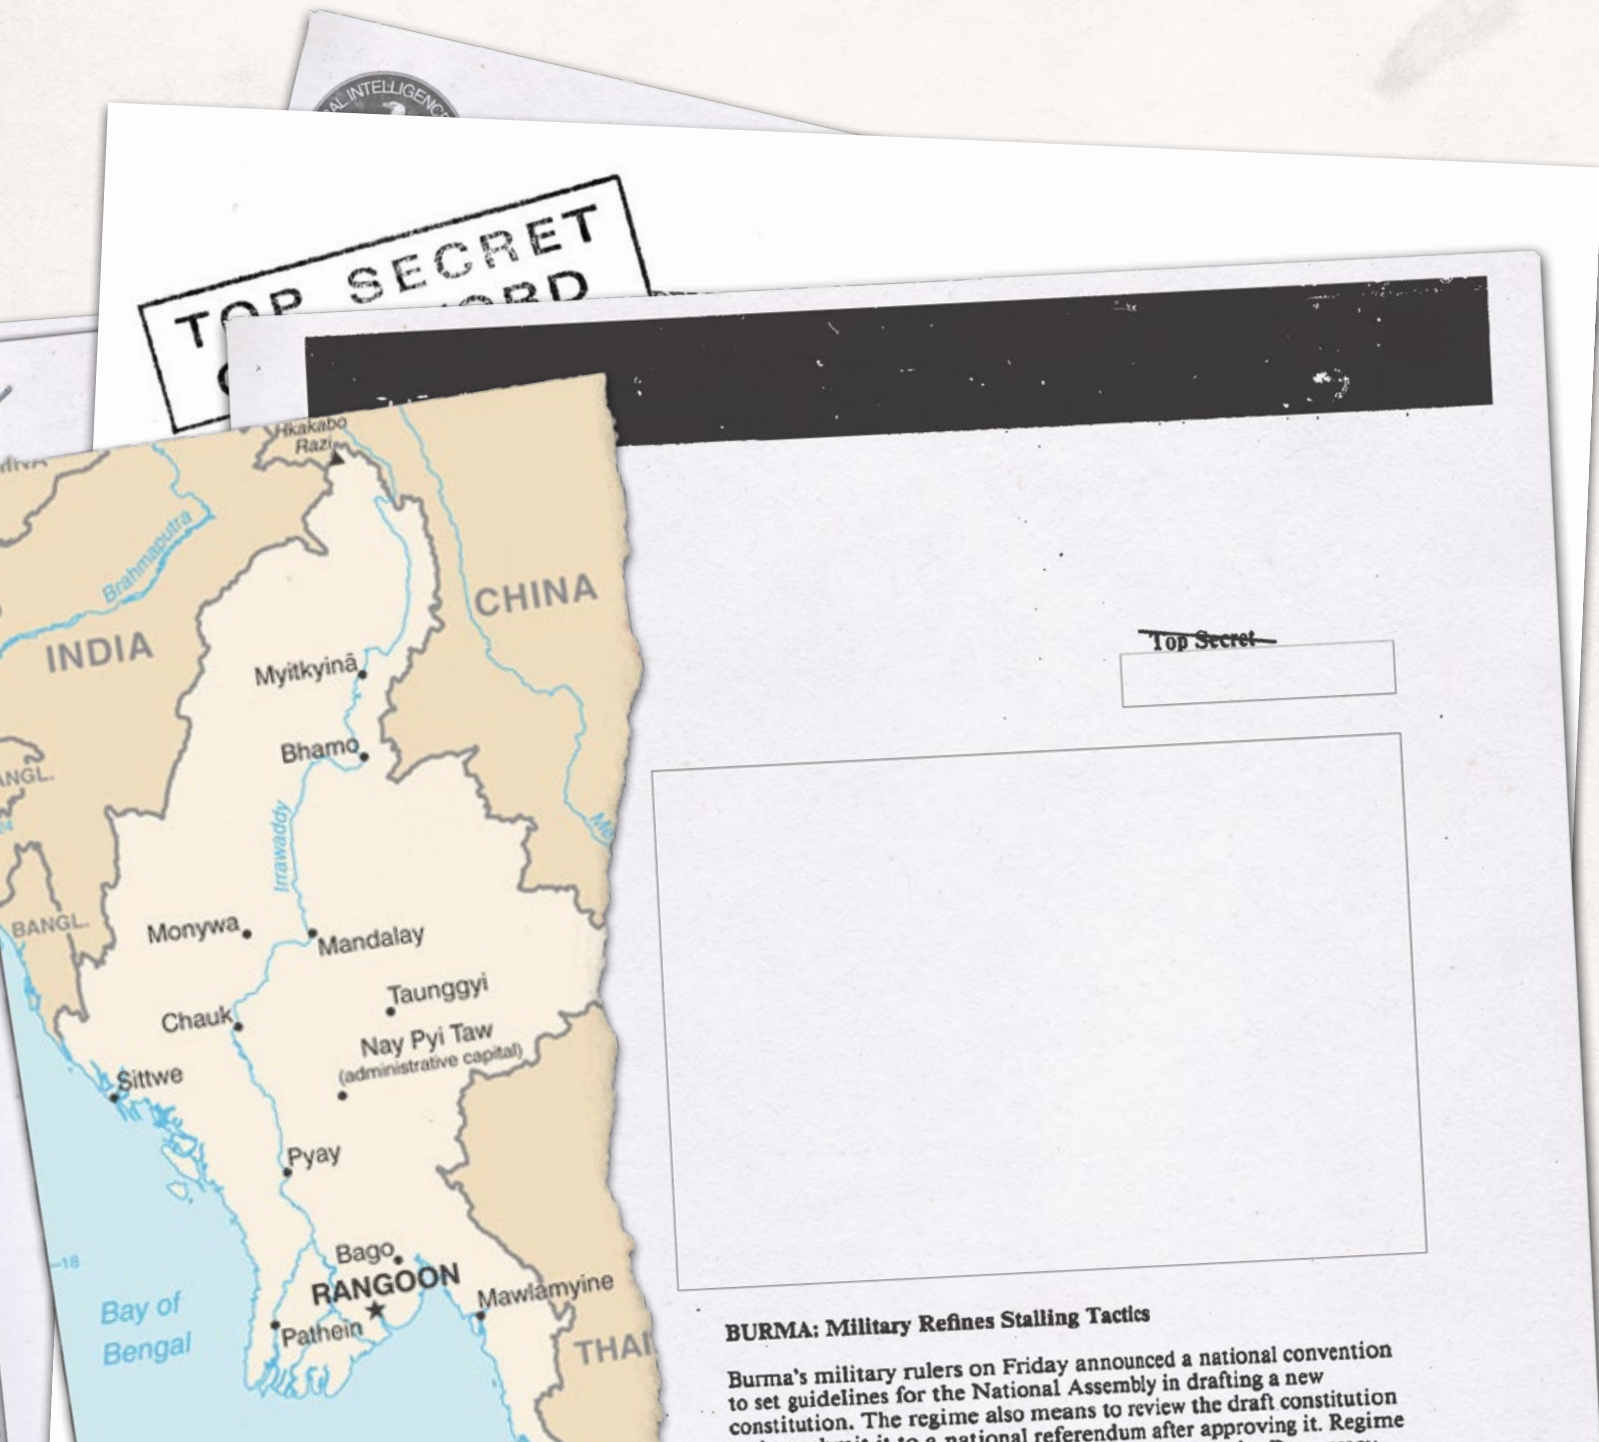 AL INTELLIGENC
TOP SECRET
Hkakabo
Razi
Brahmaputra
CHINA
INDIA
Myitkyinā
Bhamo
Irrawaddy
ANGL.
BANGL.
Monywa
Mandalay
Taunggyi
Chauk
Nay Pyi Taw
(administrative capital)
Sittwe
Pyay
18
Bago
RANGOON
Mawlamyine
Bay of
Bengal
Pathein
THAI
Top Secret
BURMA: Military Refines Stalling Tactics
Burma's military rulers on Friday announced a national convention
to set guidelines for the National Assembly in drafting a new
constitution. The regime also means to review the draft constitution
it to a national referendum after approving it. Regime